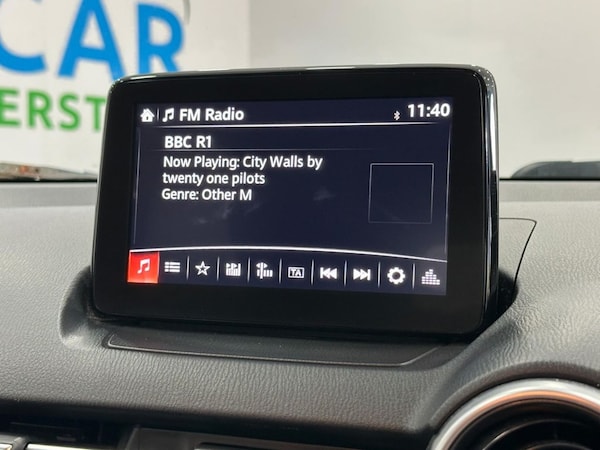 CAR
ERST
FM Radio 11:40
BBC R1
Now Playing: City Walls by
twenty one pilots
Genre: Other M
TA